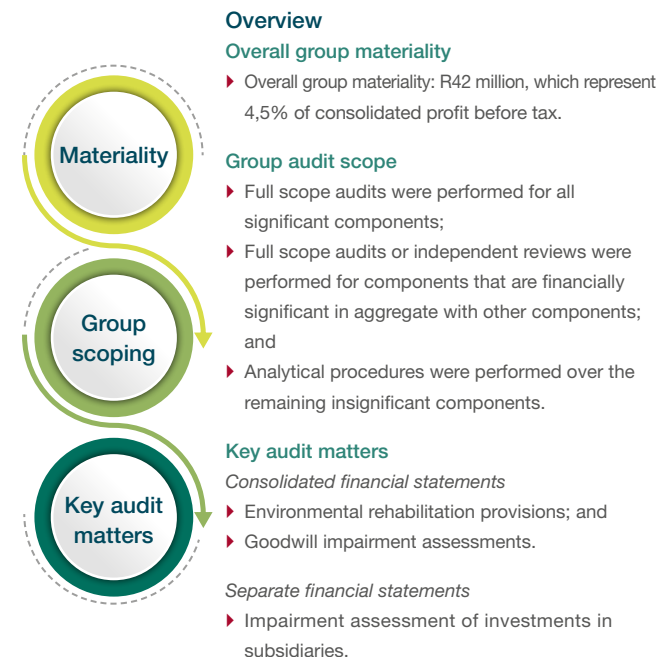 Overview
Overall group materiality
Overall group materiality: R42 million, which represent
4,5% of consolidated profit before tax.
Materiality
Group audit scope
Full scope audits were performed for all
significant components;
Full scope audits or independent reviews were
performed for components that are financially
significant in aggregate with other components;
and
Analytical procedures were performed over the
remaining insignificant components.
Group
scoping
Key audit matters
Consolidated financial statements
Environmental rehabilitation provisions; and
Goodwill impairment assessments.
Separate financial statements
Impairment assessment of investments in
subsidiaries.
Key audit
matters